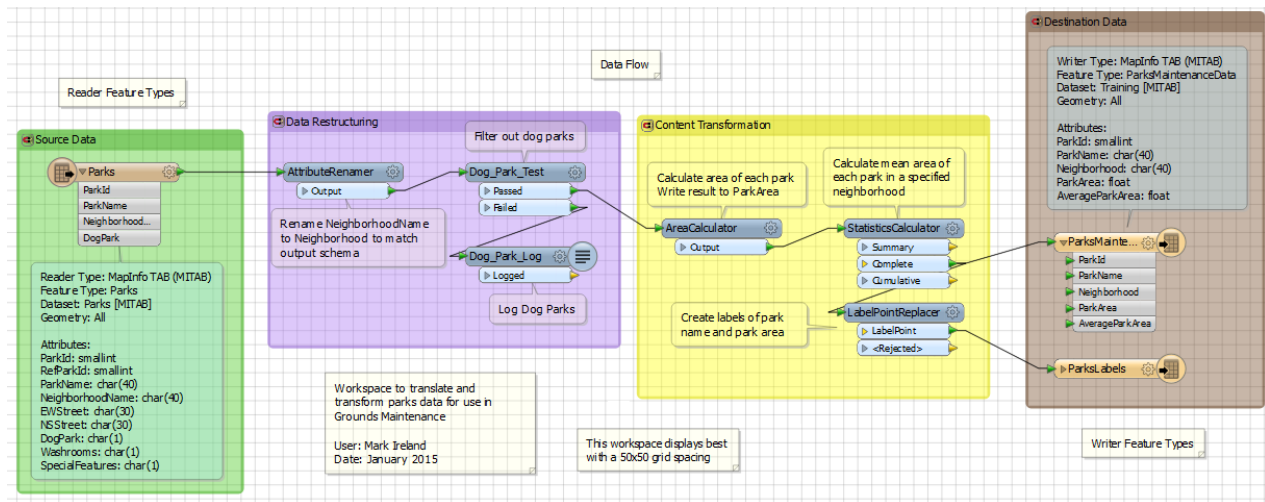 Reader Feature Types
Source Data
Parks
ParkId
ParkName
Neighborhood...
DogPark
Reader Type: MapInfo TAB (MITAB)
Feature Type: Parks
Dataset: Parks [MITAB]
Geometry: All
Attributes:
ParkId: smallint
RefParkId: smallint
ParkName: char(40)
NeighborhoodName: char(40)
EWStreet: char(30)
NSStreet: char(30)
DogPark: char(1)
Washrooms: char(1)
SpecialFeatures: char(1)
Data Restructuring
Filter out dog parks
AttributeRenamer
Output
Rename NeighborhoodName
to Neighborhood to match
output schema
Dog_Park_Test
Passed
Failed
Dog_Park_Log
Logged
Log Dog Parks
Workspace to translate and
transform parks data for use in
Grounds Maintenance
User: Mark Ireland
Date: January 2015
Data Flow
Content Transformation
Calculate area of each park
Write result to ParkArea
Calculate mean area of
each park in a specified
neighborhood
AreaCalculator
Output
StatisticsCalculator
Summary
Complete
Cumulative
Create labels of park
name and park area
LabelPointReplacer
LabelPoint
<Rejected>
This workspace displays best
with a 50x50 grid spacing
Destination Data
Writer Type: MapInfo TAB (MITAB)
Feature Type: ParksMaintenanceData
Dataset: Training [MITAB]
Geometry: All
Attributes:
ParkId: smallint
ParkName: char(40)
Neighborhood: char(40)
ParkArea: float
AverageParkArea: float
ParksMainte...
ParkId
ParkName
Neighborhood
ParkArea
AverageParkArea
ParksLabels
Writer Feature Types